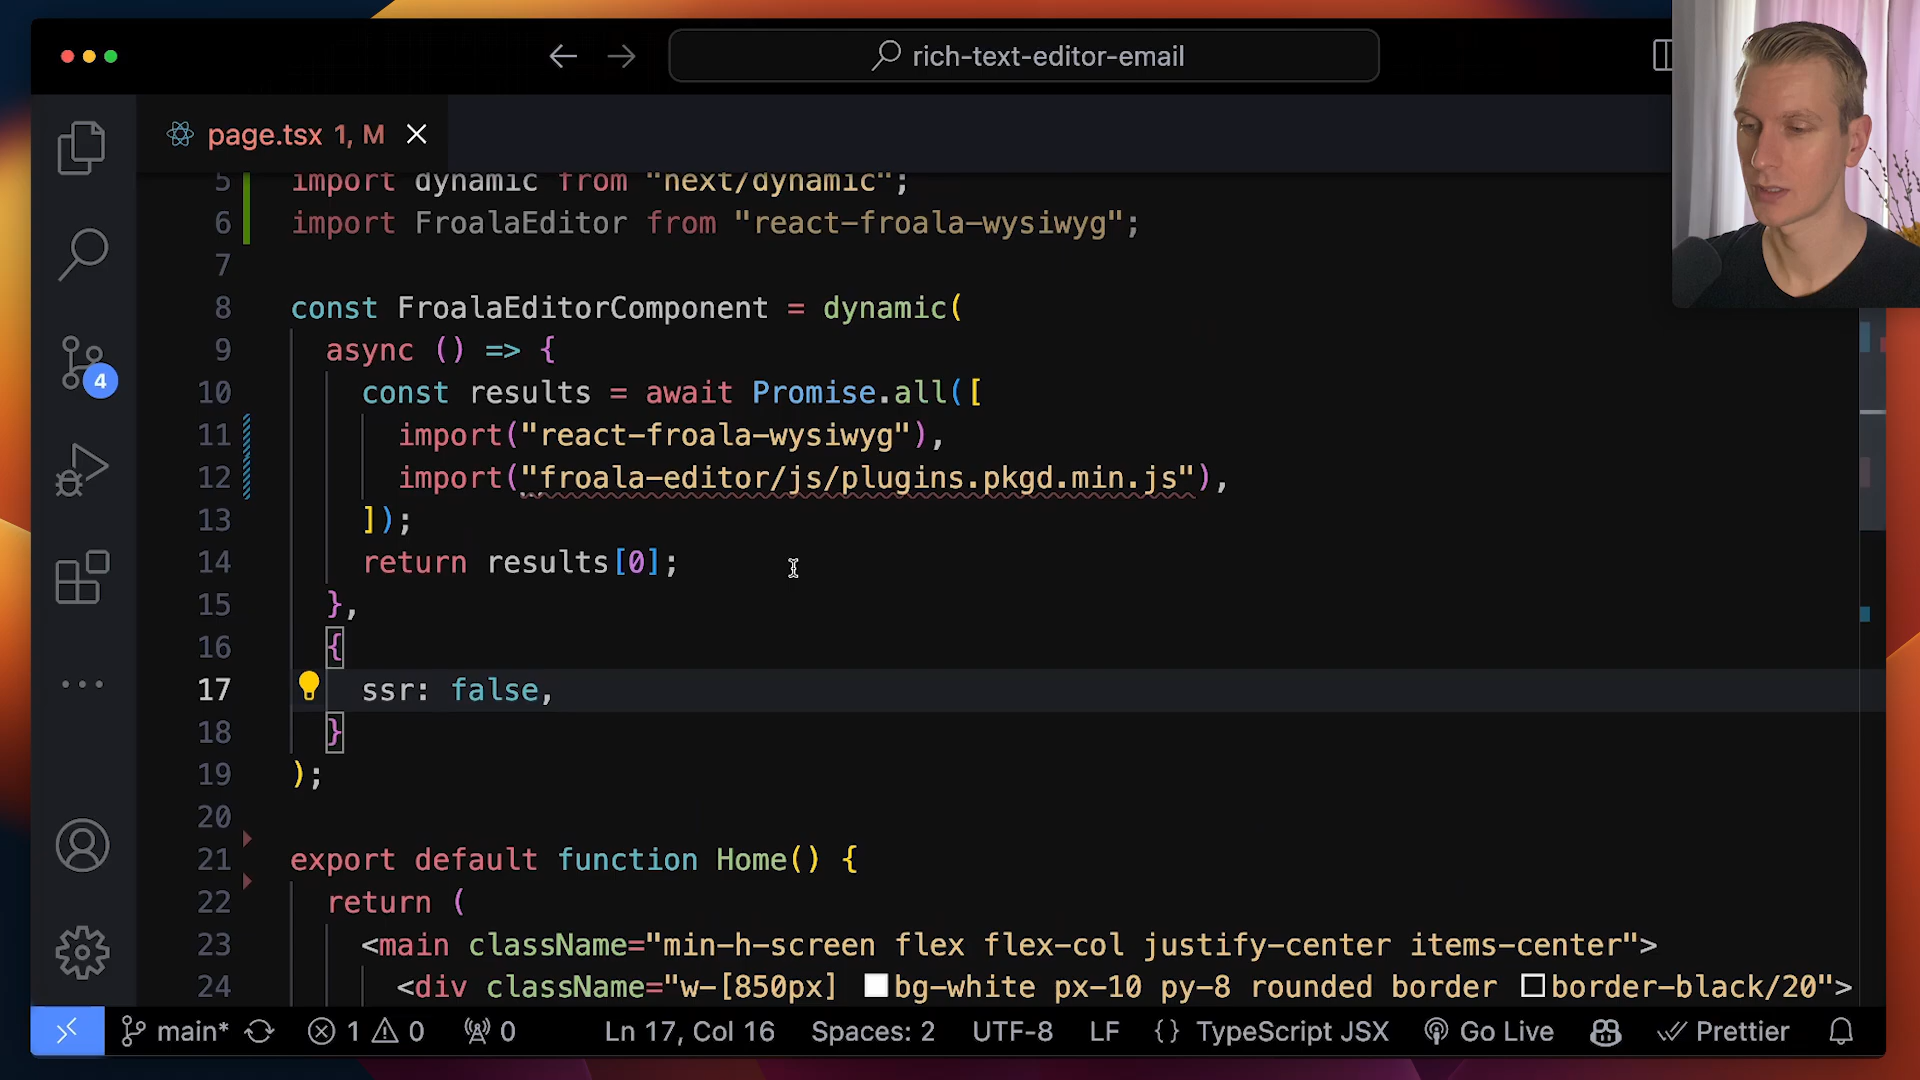 rich-text-editor-email
page.tsx 1, M
5 import dynamic from "next/dynamic";
6 import FroalaEditor from "react-froala-wysiwyg";
7
8 const FroalaEditorComponent = dynamic(
9 async () => {
10 const results = await Promise.all([
11 import("react-froala-wysiwyg"),
12 import("froala-editor/js/plugins.pkgd.min.js"),
13 ]);
14 return results[0];
15 },
16 {
17 ssr: false,
18 }
19 );
20
21 export default function Home() {
22 return (
23 <main className="min-h-screen flex flex-col justify-center items-center">
24 <div className="w-[850px] bg-white px-10 py-8 rounded border border-black/20">
4
main* 1 0 0 Ln 17, Col 16 Spaces: 2 UTF-8 LF {} TypeScript JSX Go Live Prettier